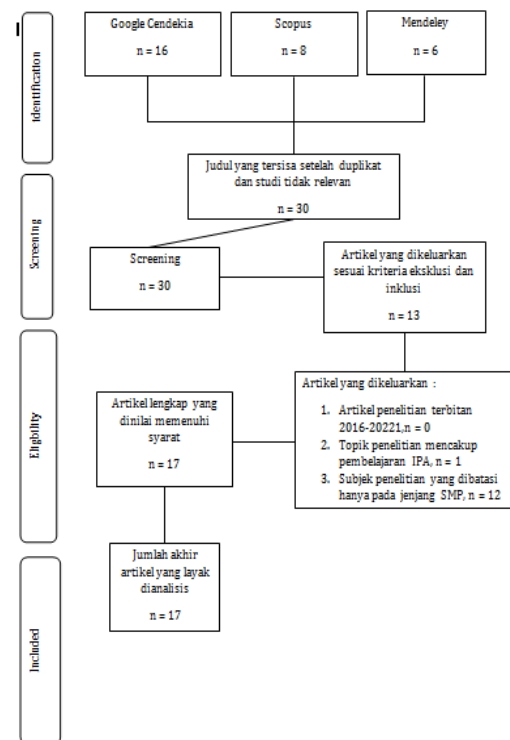 Google Cendekia
n = 16
Scopus
n = 8
Mendeley
n = 6
Identification
Judul yang tersisa setelah duplikat
dan studi tidak relevan
n = 30
Screening
Screening
n = 30
Artikel yang dikeluarkan
sesuai kriteria eksklusi dan
inklusi
n = 13
Eligibility
Artikel lengkap yang
dinilai memenuhi
syarat
n = 17
Artikel yang dikeluarkan :
1. Artikel penelitian terbitan
2016-20221,n = 0
2. Topik penelitian mencakup
pembelajaran IPA, n = 1
3. Subjek penelitian yang dibatasi
hanya pada jenjang SMP, n = 12
Included
Jumlah akhir
artikel yang layak
dianalisis
n = 17